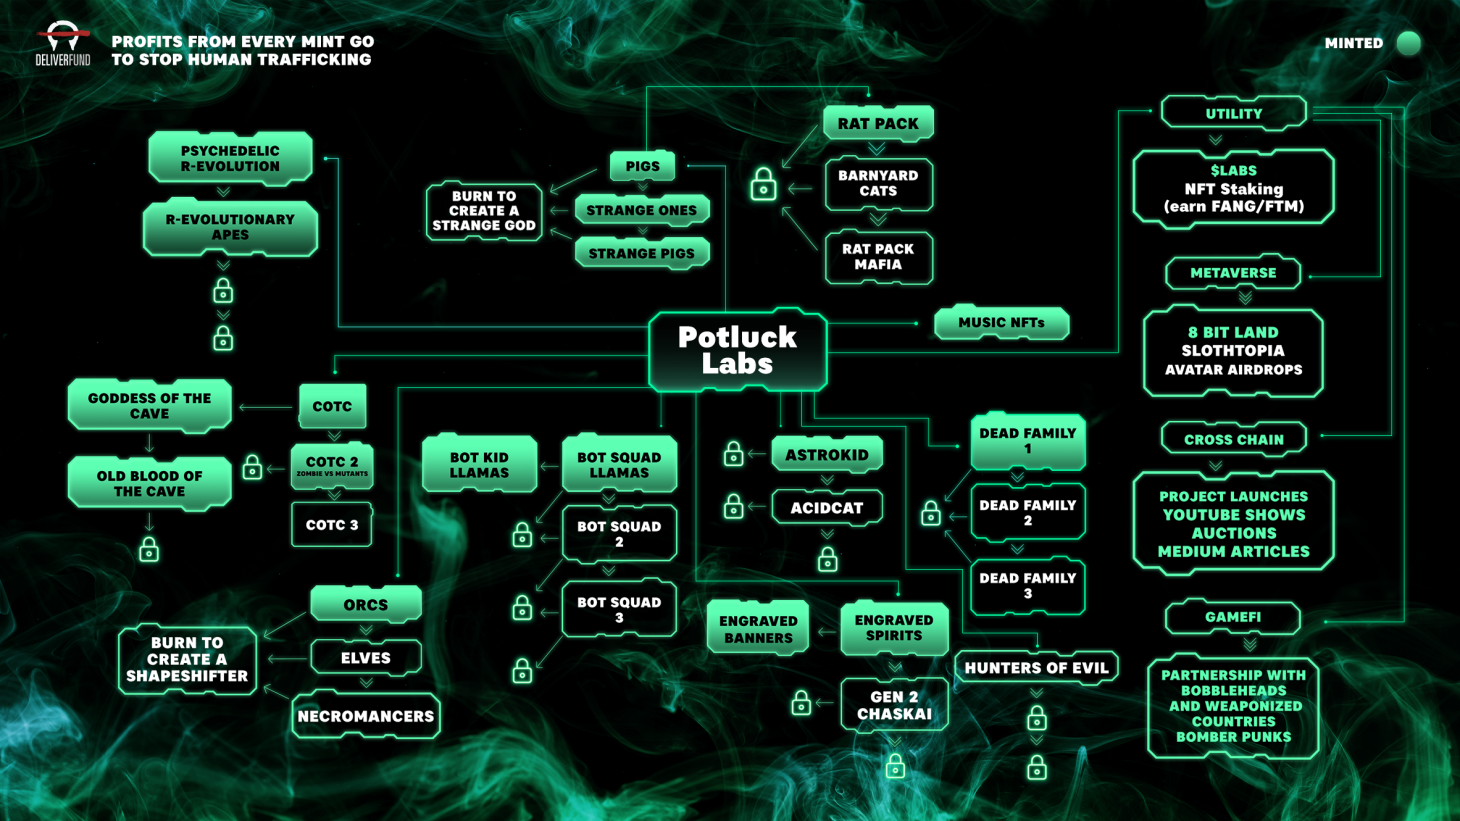 DELIVERFUND
PROFITS FROM EVERY MINT GO
TO STOP HUMAN TRAFFICKING
MINTED
PSYCHEDELIC
R-EVOLUTION
R-EVOLUTIONARY
APES
PIGS
BURN TO
CREATE A
STRANGE GOD
STRANGE ONES
STRANGE PIGS
RAT PACK
BARNYARD
CATS
RAT PACK
MAFIA
UTILITY
$LABS
NFT Staking
(earn FANG/FTM)
METAVERSE
8 BIT LAND
SLOTHTOPIA
AVATAR AIRDROPS
CROSS CHAIN
PROJECT LAUNCHES
YOUTUBE SHOWS
AUCTIONS
MEDIUM ARTICLES
GAMEFI
PARTNERSHIP WITH
BOBBLEHEADS
AND WEAPONIZED
COUNTRIES
BOMBER PUNKS
Potluck
Labs
MUSIC NFTs
GODDESS OF THE
CAVE
OLD BLOOD OF
THE CAVE
COTC
COTC 2
ZOMBIE VS MUTANTS
COTC 3
BOT KID
LLAMAS
BOT SQUAD
LLAMAS
BOT SQUAD
2
BOT SQUAD
3
ASTROKID
ACIDCAT
DEAD FAMILY
1
DEAD FAMILY
2
DEAD FAMILY
3
ORCS
BURN TO
CREATE A
SHAPESHIFTER
ELVES
NECROMANCERS
ENGRAVED
BANNERS
ENGRAVED
SPIRITS
GEN 2
CHASKAI
HUNTERS OF EVIL